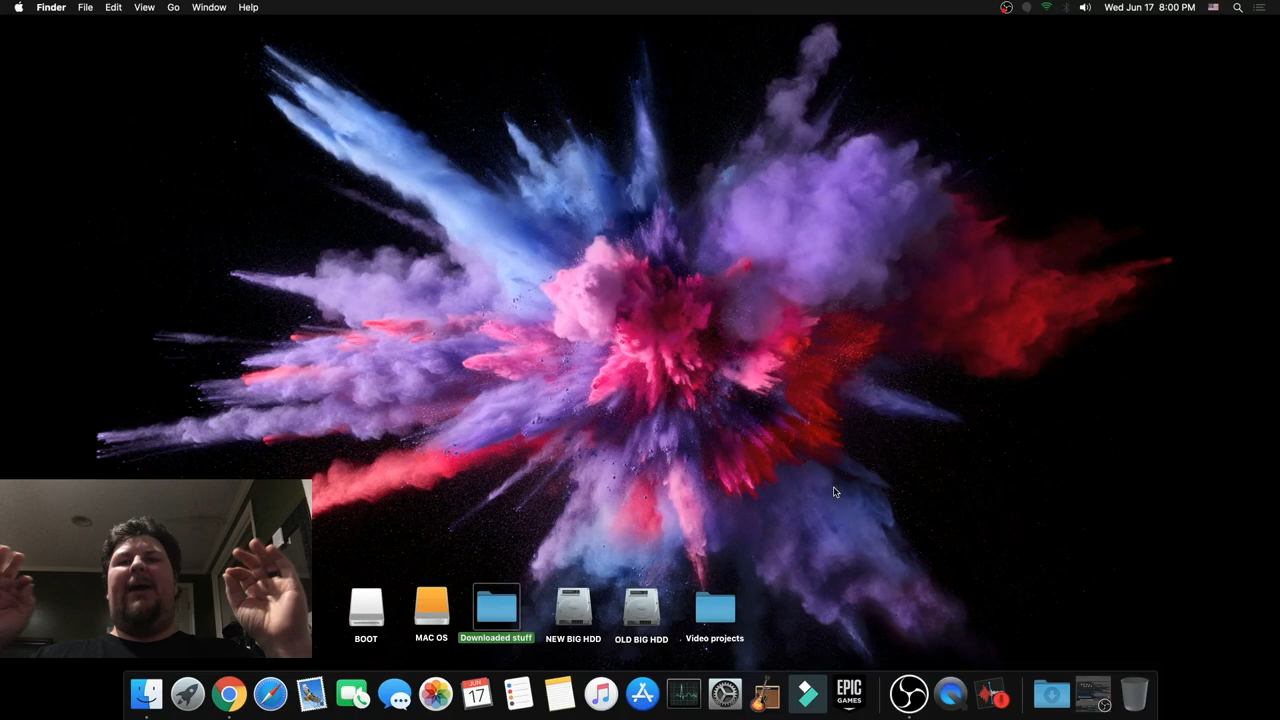 Finder File Edit View Go Window Help Wed Jun 17 8:00 PM
BOOT MAC OS Downloaded stuff NEW BIG HDD OLD BIG HDD Video projects
JUN
17
EPIC
GAMES